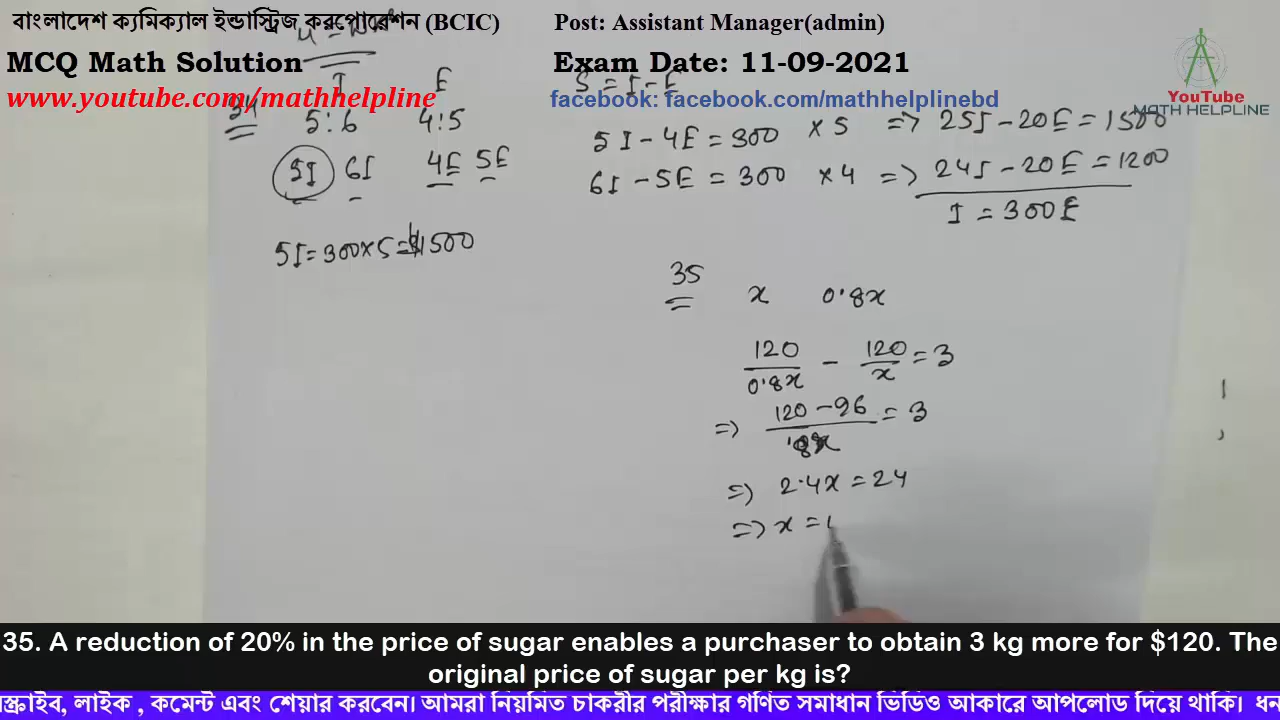 বাংলাদেশ ক্যামিক্যাল ইন্ডাস্ট্রিজ করপোরেশন (BCIC) Post: Assistant Manager(admin)
MCQ Math Solution Exam Date: 11-09-2021
www.youtube.com/mathhelpline facebook: facebook.com/mathhelplinebd
YouTube
MATH HELPLINE
I E S = I - E
34 5:6 4:5
5I 6I 4E 5E
5I - 4E = 300 × 5 => 25I - 20E = 1500
6I - 5E = 300 × 4 => 24I - 20E = 1200
I = 300
5I = 300×5 = 1500
35 x 0.8x
120/0.8x - 120/x = 3
=> 120-96/.8x = 3
=> 2.4x = 24
=> x = 1
35. A reduction of 20% in the price of sugar enables a purchaser to obtain 3 kg more for $120. The
original price of sugar per kg is?
লাইক , কমেন্ট এবং শেয়ার করবেন। আমরা নিয়মিত চাকরীর পরীক্ষার গণিত সমাধান ভিডিও আকারে আপলোড দিয়ে থাকি।